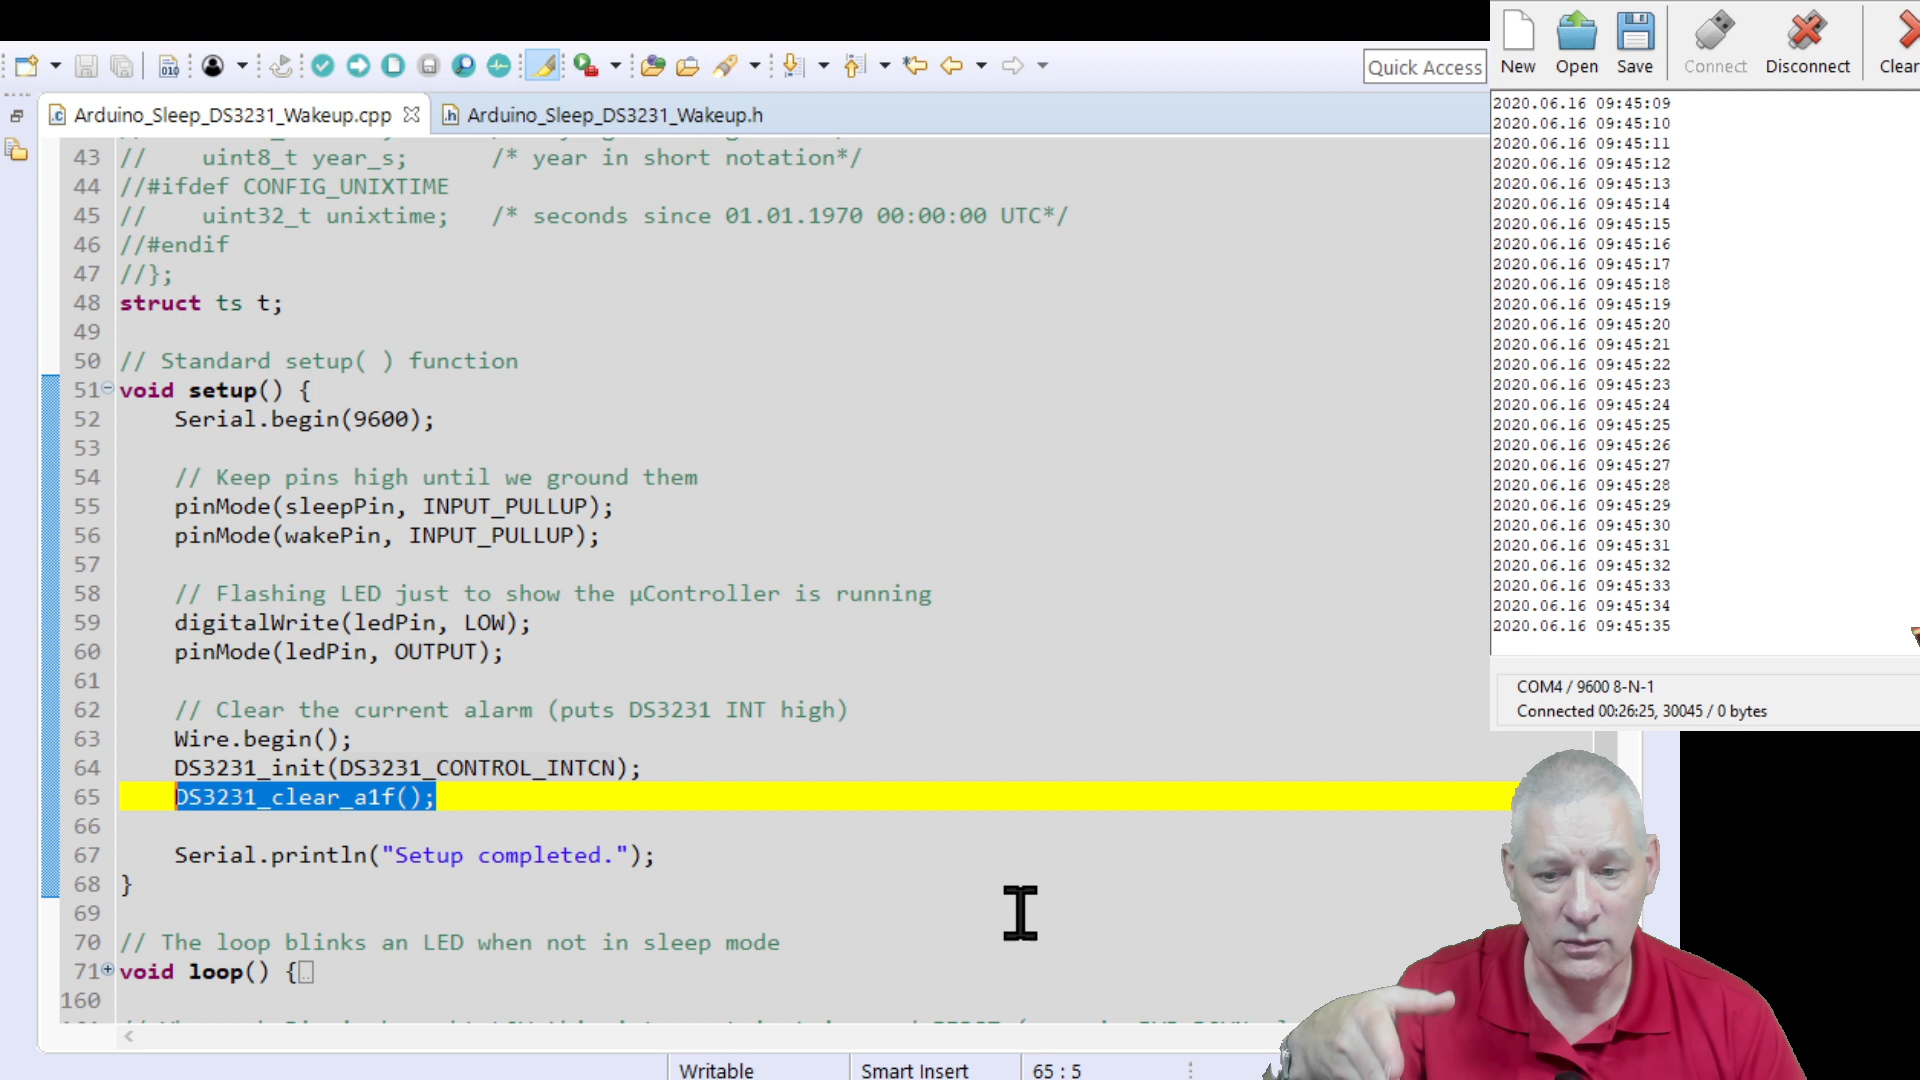 Quick Access
New Open Save Connect Disconnect Clear
Arduino_Sleep_DS3231_Wakeup.cpp
Arduino_Sleep_DS3231_Wakeup.h
43 // uint8_t year_s; /* year in short notation*/
44 //#ifdef CONFIG_UNIXTIME
45 // uint32_t unixtime; /* seconds since 01.01.1970 00:00:00 UTC*/
46 //#endif
47 //};
48 struct ts t;
49
50 // Standard setup( ) function
51 void setup() {
52 Serial.begin(9600);
53
54 // Keep pins high until we ground them
55 pinMode(sleepPin, INPUT_PULLUP);
56 pinMode(wakePin, INPUT_PULLUP);
57
58 // Flashing LED just to show the µController is running
59 digitalWrite(ledPin, LOW);
60 pinMode(ledPin, OUTPUT);
61
62 // Clear the current alarm (puts DS3231 INT high)
63 Wire.begin();
64 DS3231_init(DS3231_CONTROL_INTCN);
65 DS3231_clear_a1f();
66
67 Serial.println("Setup completed.");
68 }
69
70 // The loop blinks an LED when not in sleep mode
71 void loop() {
160
Writable
Smart Insert
65 : 5
2020.06.16 09:45:09
2020.06.16 09:45:10
2020.06.16 09:45:11
2020.06.16 09:45:12
2020.06.16 09:45:13
2020.06.16 09:45:14
2020.06.16 09:45:15
2020.06.16 09:45:16
2020.06.16 09:45:17
2020.06.16 09:45:18
2020.06.16 09:45:19
2020.06.16 09:45:20
2020.06.16 09:45:21
2020.06.16 09:45:22
2020.06.16 09:45:23
2020.06.16 09:45:24
2020.06.16 09:45:25
2020.06.16 09:45:26
2020.06.16 09:45:27
2020.06.16 09:45:28
2020.06.16 09:45:29
2020.06.16 09:45:30
2020.06.16 09:45:31
2020.06.16 09:45:32
2020.06.16 09:45:33
2020.06.16 09:45:34
2020.06.16 09:45:35
COM4 / 9600 8-N-1
Connected 00:26:25, 30045 / 0 bytes